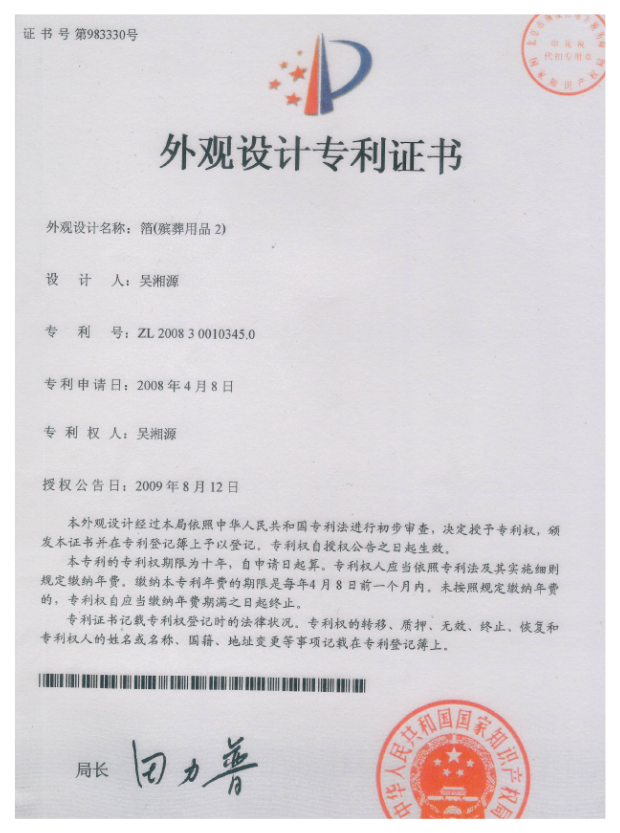 证书号第983330号
外观设计专利证书
外观设计名称：箔(殡葬用品2)
设计人：吴湘源
专利号：ZL 2008 3 0010345.0
专利申请日：2008年4月8日
专利权人：吴湘源
授权公告日：2009年8月12日
本外观设计经过本局依照中华人民共和国专利法进行初步审查，决定授予专利权，颁
发本证书并在专利登记簿上予以登记。专利权自授权公告之日起生效。
本专利的专利权期限为十年，自申请日起算。专利权人应当依照专利法及其实施细则
规定缴纳年费。缴纳本专利年费的期限是每年4月8日前一个月内。未按照规定缴纳年费
的，专利权自应当缴纳年费期满之日起终止。
专利证书记载专利权登记时的法律状况。专利权的转移、质押、无效、终止、恢复和
专利权人的姓名或名称、国籍、地址变更等事项记载在专利登记簿上。
局长
田力普
中华人民共和国国家知识产权局